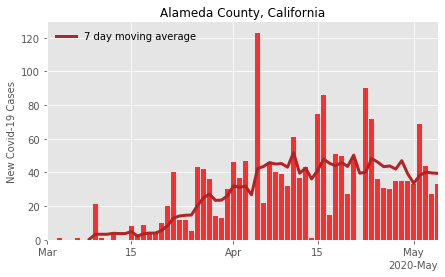 Alameda County, California
7 day moving average
New Covid-19 Cases
120
100
80
60
40
20
0
Mar
15
Apr
15
May
2020-May